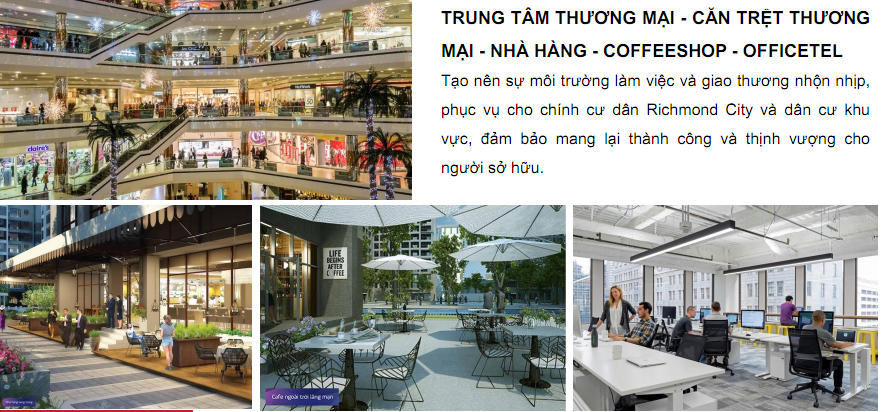 TRUNG TÂM THƯƠNG MẠI - CĂN TRỆT THƯƠNG
MẠI - NHÀ HÀNG - COFFEESHOP - OFFICETEL
Tạo nên sự môi trường làm việc và giao thương nhộn nhịp,
phục vụ cho chính cư dân Richmond City và dân cư khu
vực, đảm bảo mang lại thành công và thịnh vượng cho
người sở hữu.
claire's
LIFE
BEGINS
AFTER
COFFEE
Cafe ngoài trời lãng mạn